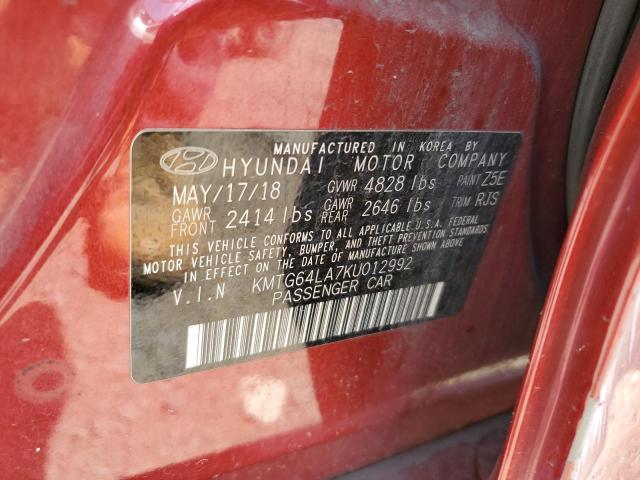 MANUFACTURED IN KOREA BY
HYUNDAI MOTOR COMPANY
MAY/17/18 GVWR 4828 lbs PAINT Z5E
GAWR FRONT 2414 lbs GAWR REAR 2646 lbs TRIM RJS
THIS VEHICLE CONFORMS TO ALL APPLICABLE U.S.A. FEDERAL
MOTOR VEHICLE SAFETY, BUMPER, AND THEFT PREVENTION STANDARDS
IN EFFECT ON THE DATE OF MANUFACTURE SHOWN ABOVE
V.I.N KMTG64LA7KU012992
PASSENGER CAR